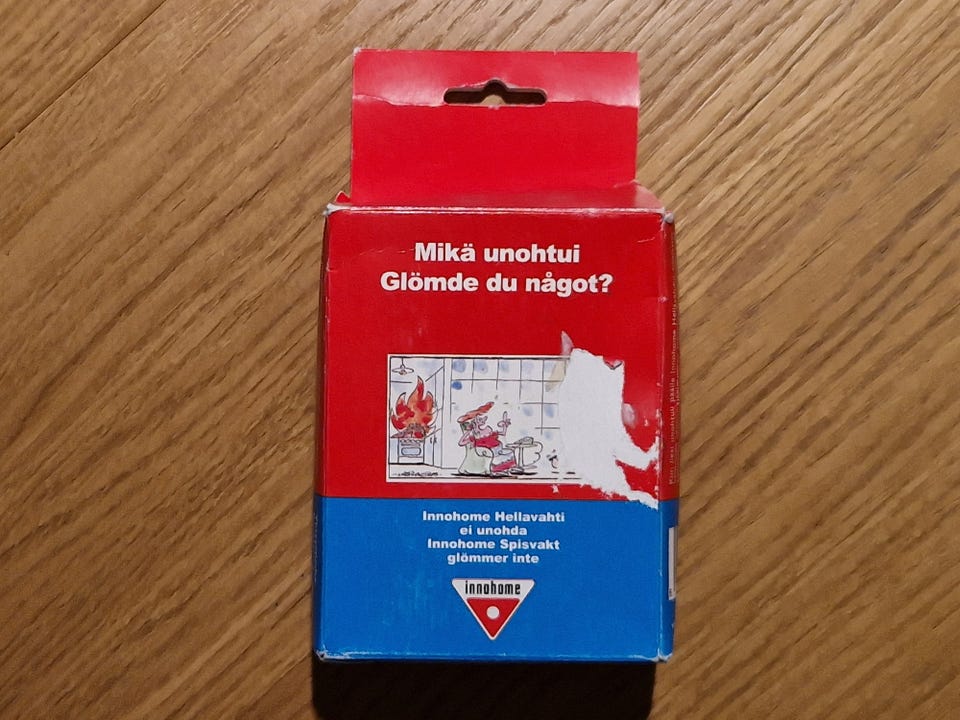 Mikä unohtui
Glömde du något?
Innohome Hellavahti
ei unohda
Innohome Spisvakt
glömmer inte
innohome